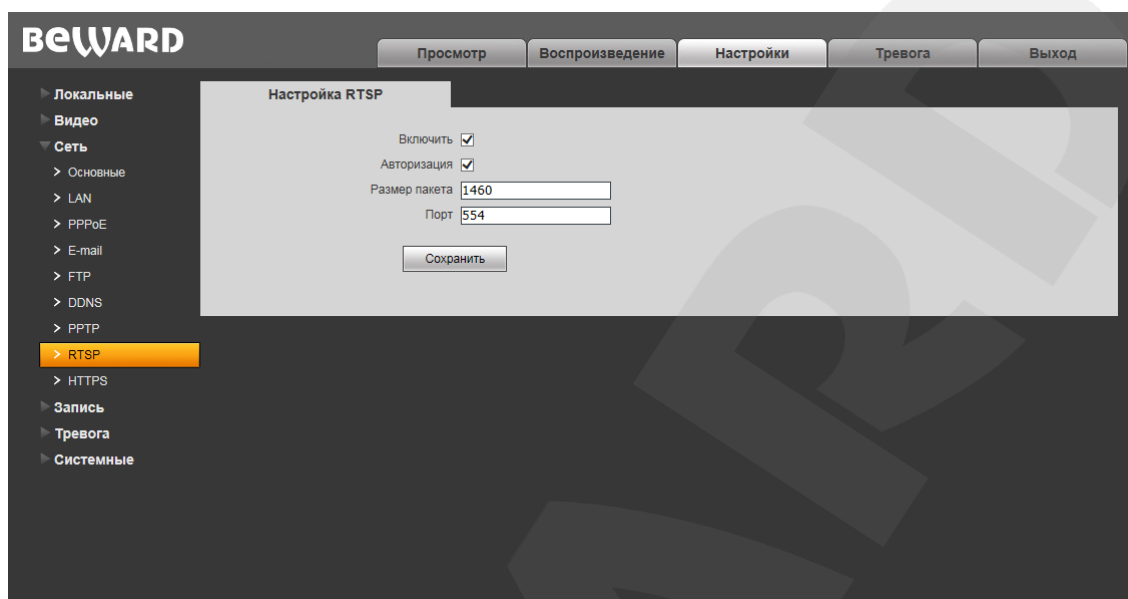 BEWARD
Просмотр
Воспроизведение
Настройки
Тревога
Выход
Локальные
Видео
Сеть
Основные
LAN
PPPoE
E-mail
FTP
DDNS
PPTP
RTSP
HTTPS
Запись
Тревога
Системные
Настройка RTSP
Включить
Авторизация
Размер пакета 1460
Порт 554
Сохранить